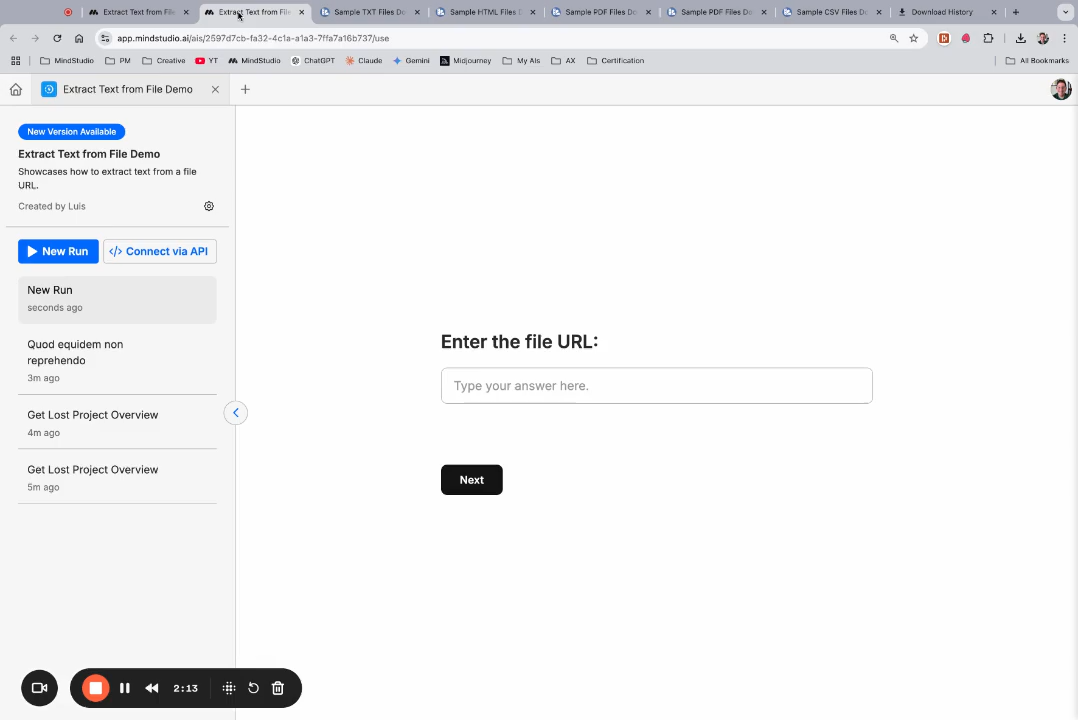 Extract Text from File
Extract Text from File
Sample TXT Files Do
Sample HTML Files D
Sample PDF Files Do
Sample PDF Files Do
Sample CSV Files D
Download History
app.mindstudio.ai/ais/2597d7cb-fa32-4c1a-a1a3-7ffa7a16b737/use
MindStudio
PM
Creative
YT
MindStudio
ChatGPT
Claude
Gemini
Midjourney
My AIs
AX
Certification
All Bookmarks
Extract Text from File Demo
New Version Available
Extract Text from File Demo
Showcases how to extract text from a file
URL.
Created by Luis
New Run
</> Connect via API
New Run
seconds ago
Quod equidem non
reprehendo
3m ago
Get Lost Project Overview
4m ago
Get Lost Project Overview
5m ago
Enter the file URL:
Type your answer here.
Next
2:13